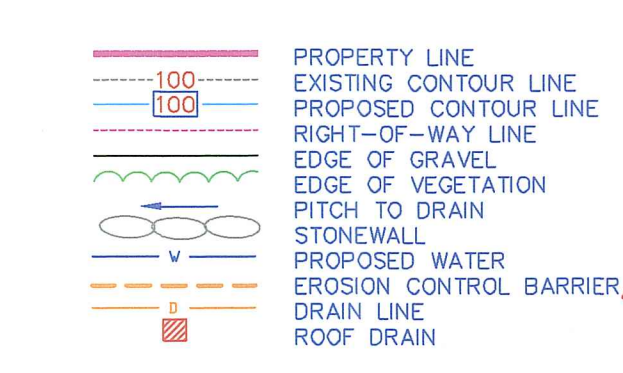 PROPERTY LINE
100 EXISTING CONTOUR LINE
100 PROPOSED CONTOUR LINE
RIGHT-OF-WAY LINE
EDGE OF GRAVEL
EDGE OF VEGETATION
PITCH TO DRAIN
STONEWALL
W PROPOSED WATER
EROSION CONTROL BARRIER
D DRAIN LINE
ROOF DRAIN